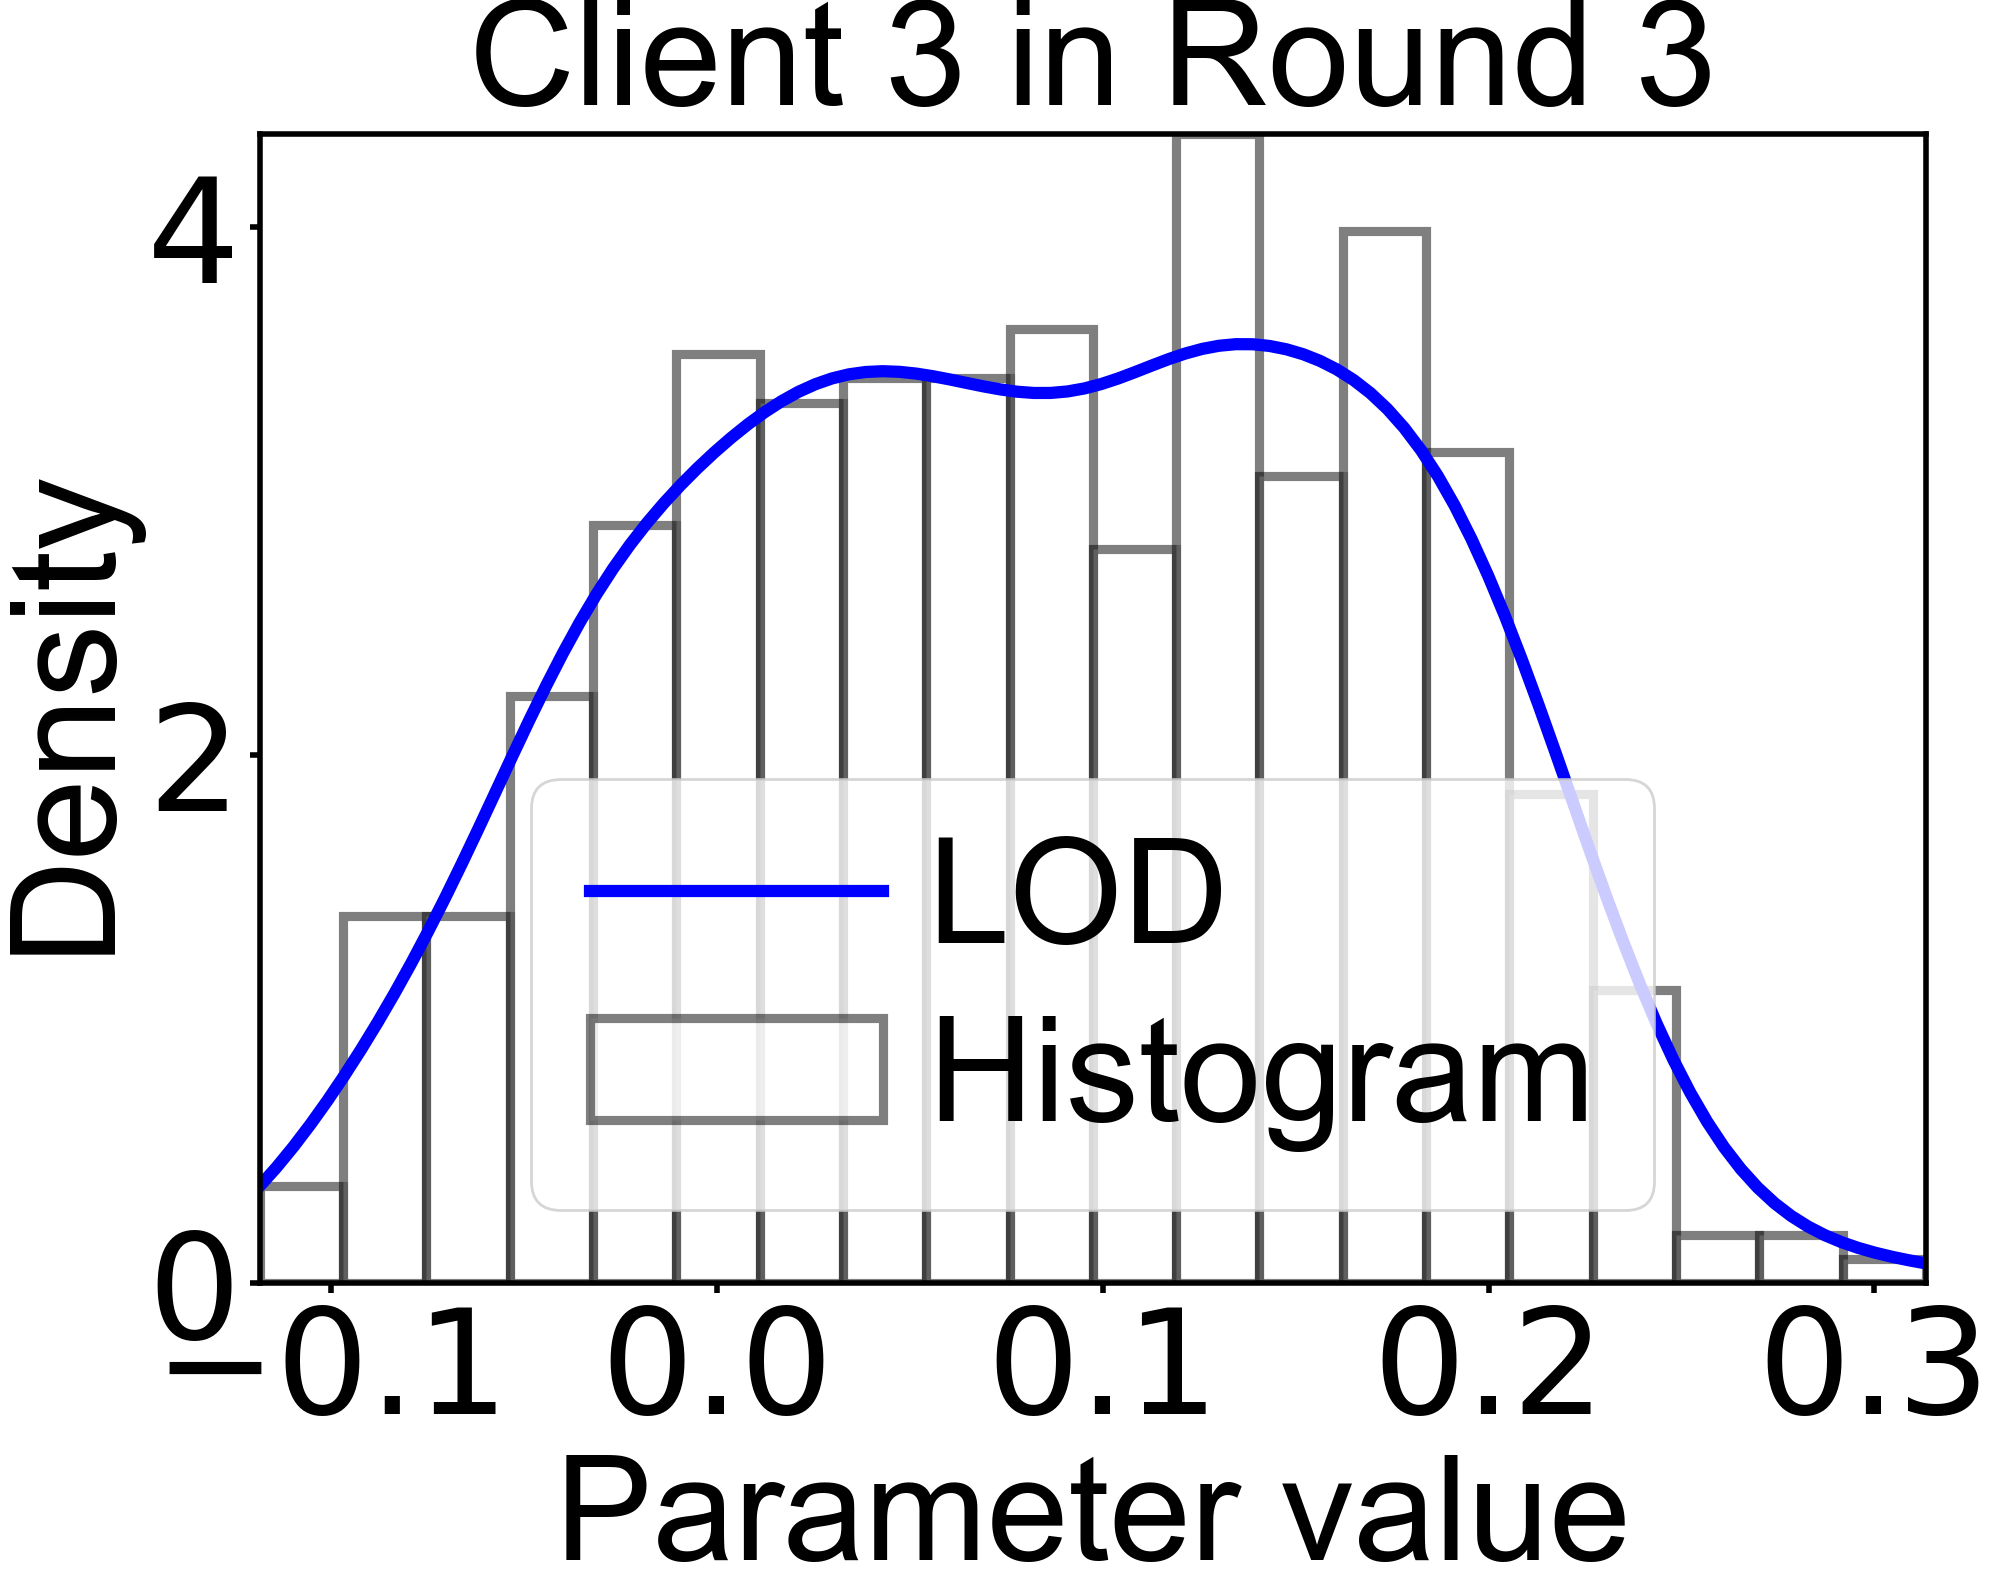 Client 3 in Round 3
Density
4
2
0
LOD
Histogram
−0.1 0.0 0.1 0.2 0.3
Parameter value